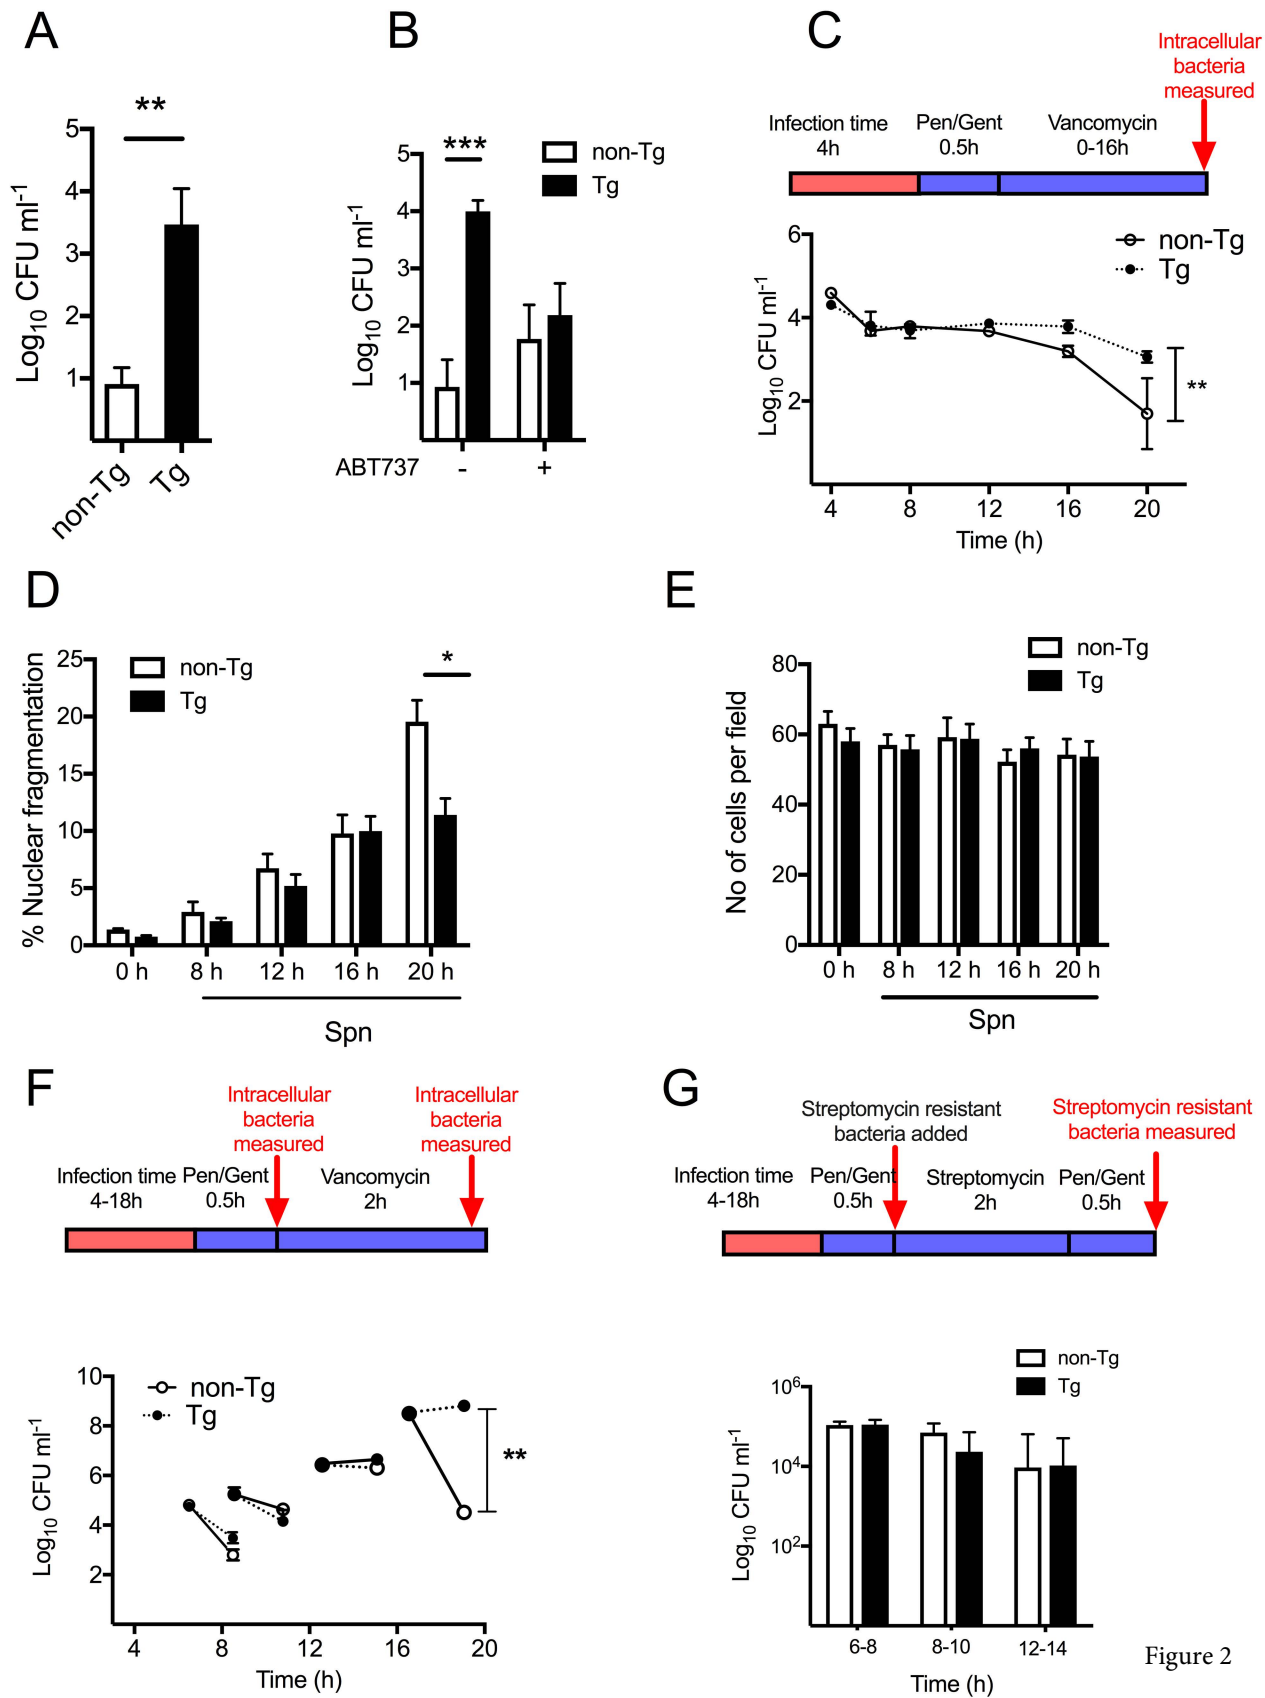 A
**
5
4
3
2
1
Log10 CFU ml-1
non-Tg
Tg
B
non-Tg
Tg
***
5
4
3
2
1
Log10 CFU ml-1
ABT737
-
+
C
Intracellular
bacteria
measured
Infection time
4h
Pen/Gent
0.5h
Vancomycin
0-16h
non-Tg
Tg
6
4
2
Log10 CFU ml-1
**
4
8
12
16
20
Time (h)
D
non-Tg
Tg
*
25
20
15
10
5
0
% Nuclear fragmentation
0 h
8 h
12 h
16 h
20 h
Spn
E
non-Tg
Tg
80
60
40
20
0
No of cells per field
0 h
8 h
12 h
16 h
20 h
Spn
F
Intracellular
bacteria
measured
Intracellular
bacteria
measured
Infection time
4-18h
Pen/Gent
0.5h
Vancomycin
2h
non-Tg
Tg
10
8
6
4
2
Log10 CFU ml-1
**
4
8
12
16
20
Time (h)
G
Streptomycin resistant
bacteria added
Streptomycin resistant
bacteria measured
Infection time
4-18h
Pen/Gent
0.5h
Streptomycin
2h
Pen/Gent
0.5h
non-Tg
Tg
10^6
10^4
10^2
Log10 CFU ml-1
6-8
8-10
12-14
Time (h)
Figure 2